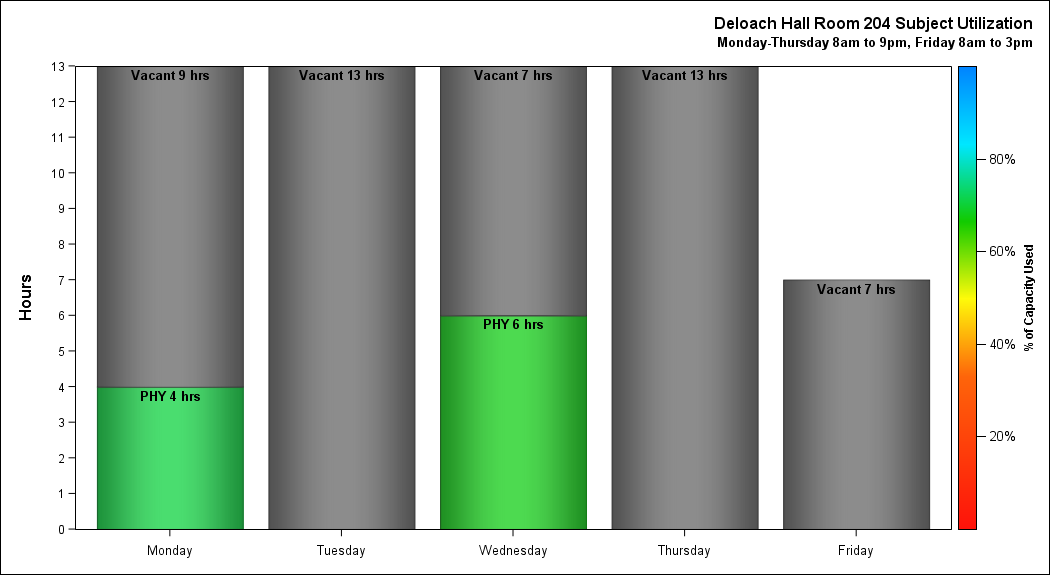 Deloach Hall Room 204 Subject Utilization
Monday-Thursday 8am to 9pm, Friday 8am to 3pm
Hours
13
12
11
10
9
8
7
6
5
4
3
2
1
0
Vacant 9 hrs
PHY 4 hrs
Vacant 13 hrs
Vacant 7 hrs
PHY 6 hrs
Vacant 13 hrs
Vacant 7 hrs
Monday
Tuesday
Wednesday
Thursday
Friday
80%
60%
40%
20%
% of Capacity Used